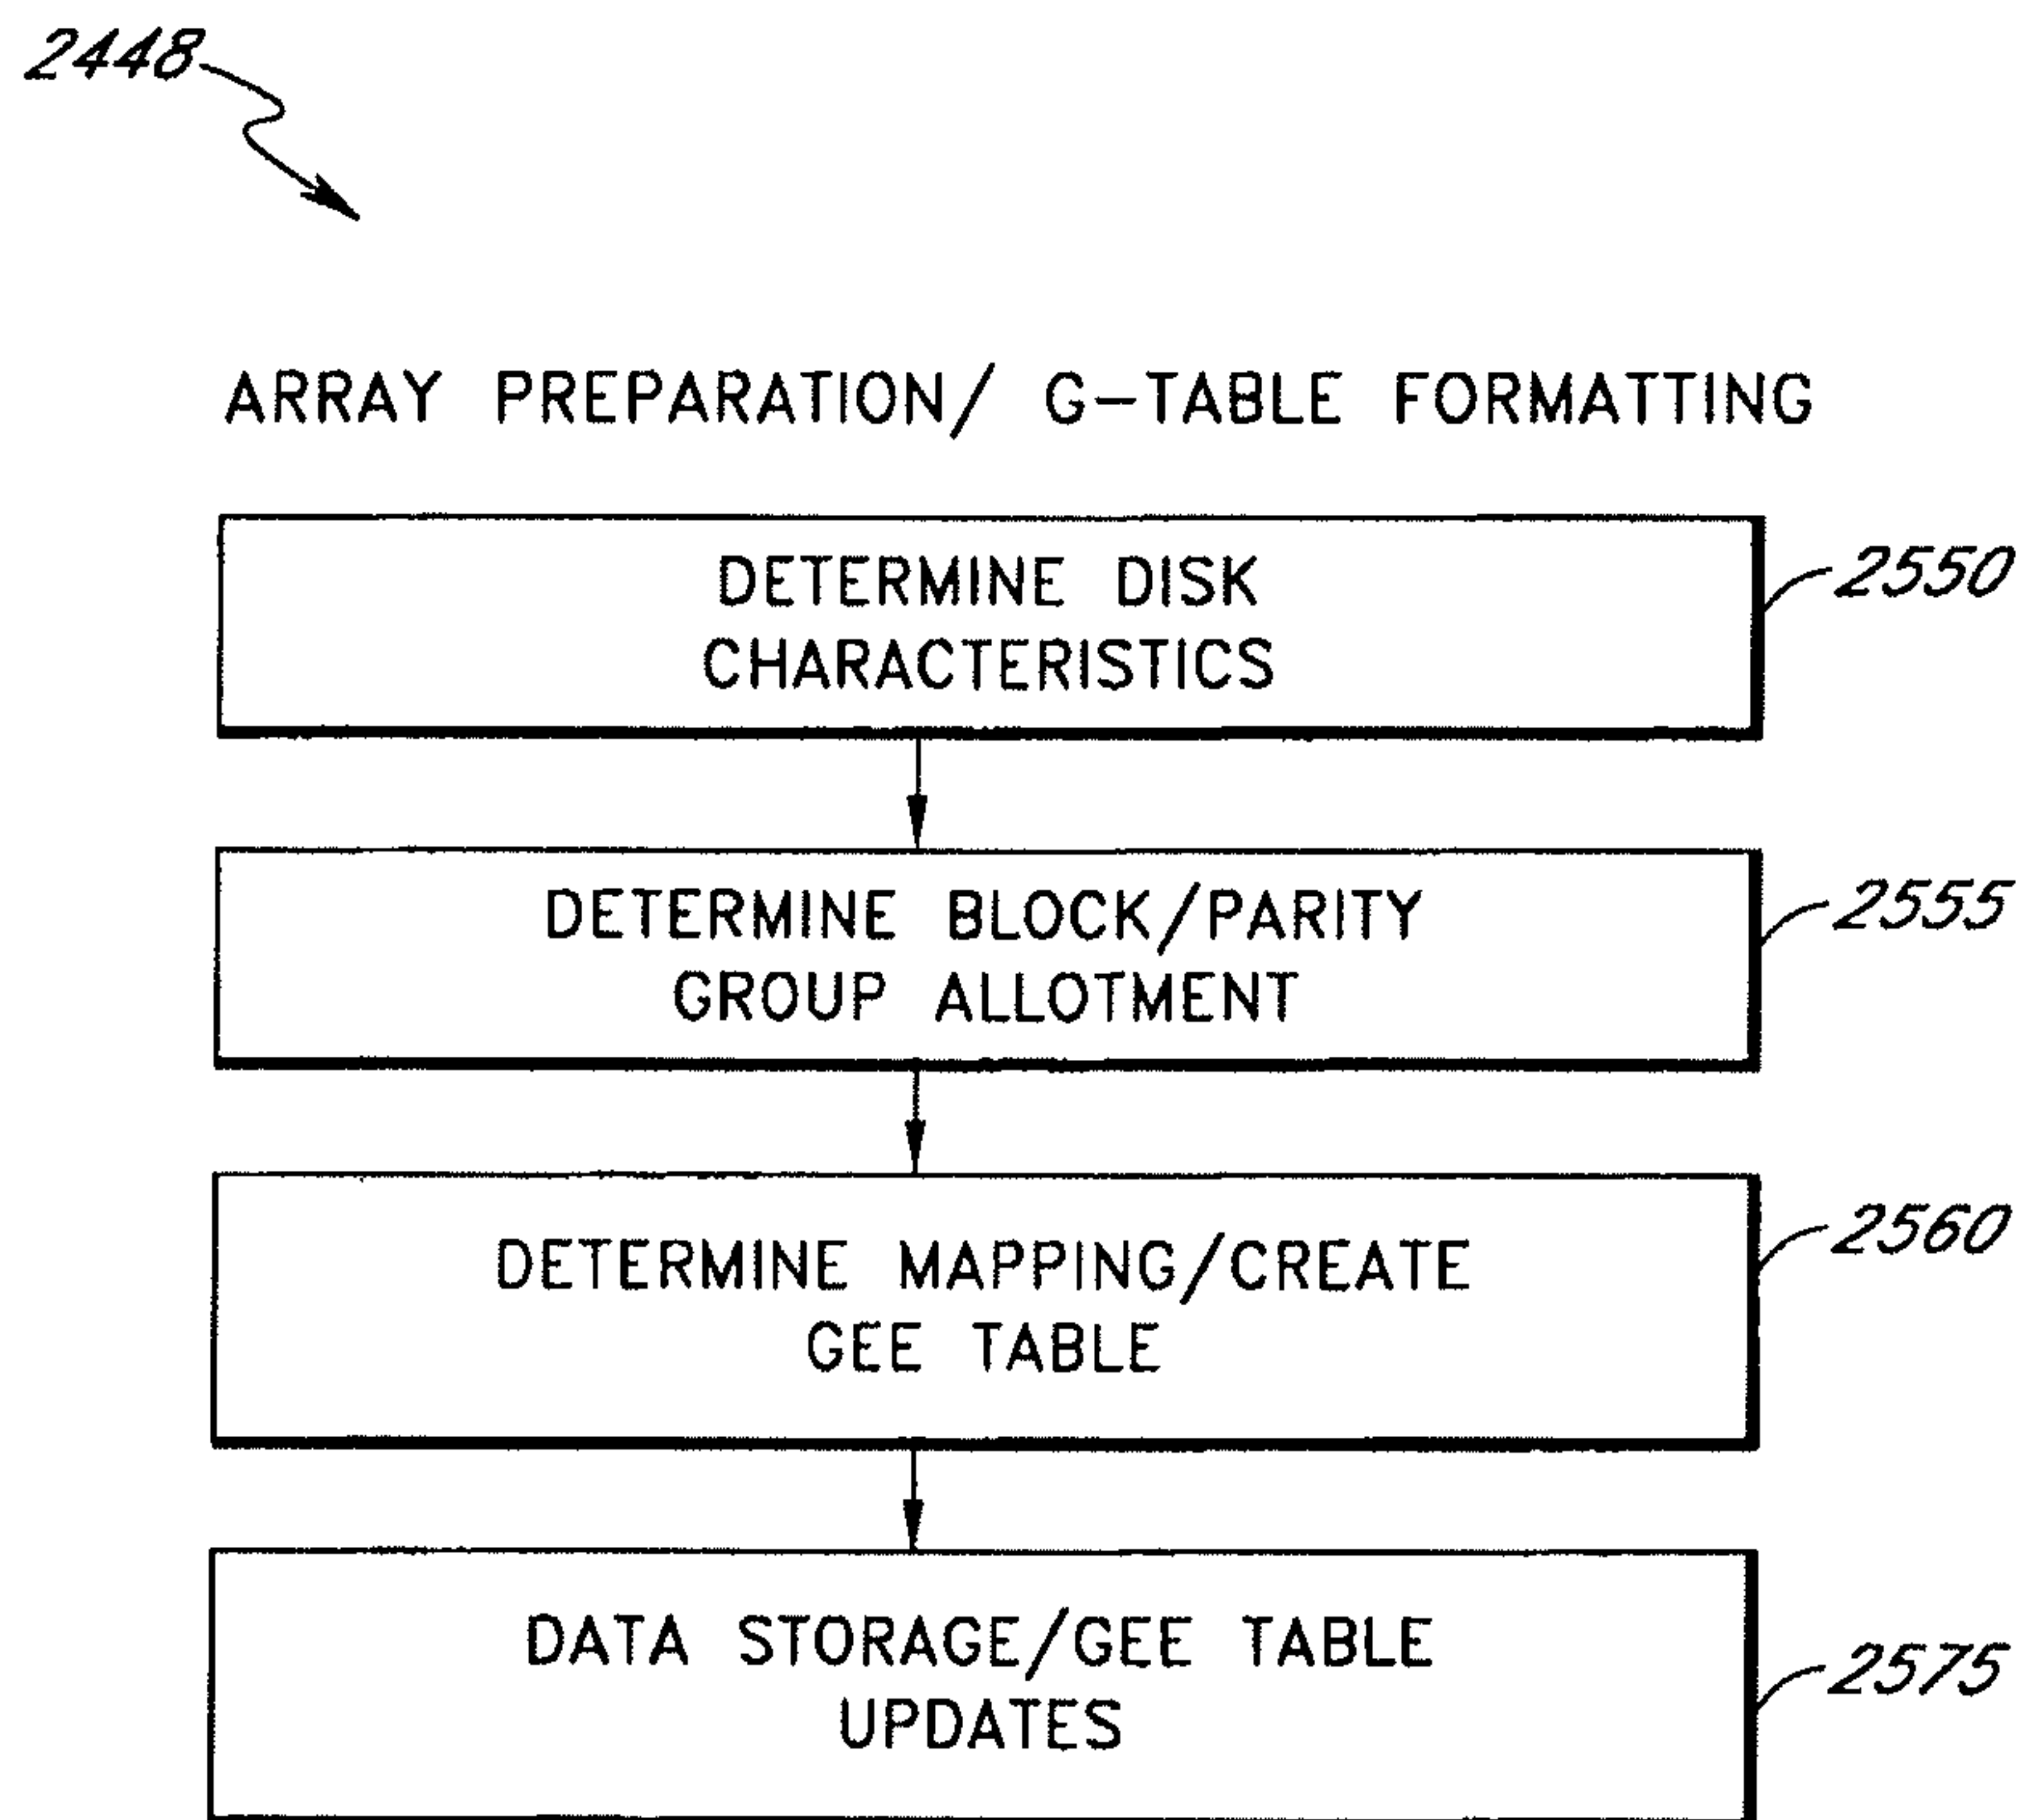 2448
ARRAY PREPARATION/ G-TABLE FORMATTING
DETERMINE DISK
CHARACTERISTICS
2550
DETERMINE BLOCK/PARITY
GROUP ALLOTMENT
2555
DETERMINE MAPPING/CREATE
GEE TABLE
2560
DATA STORAGE/GEE TABLE
UPDATES
2575